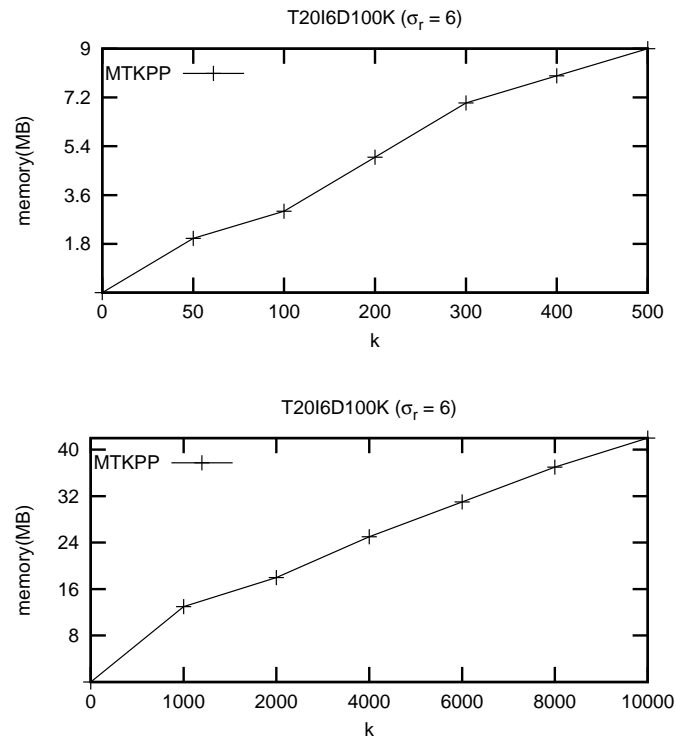 T20I6D100K (σr = 6)
9
MTKPP
7.2
5.4
3.6
1.8
memory(MB)
0 50 100 200 300 400 500
k
T20I6D100K (σr = 6)
40
MTKPP
32
24
16
8
memory(MB)
0 1000 2000 4000 6000 8000 10000
k